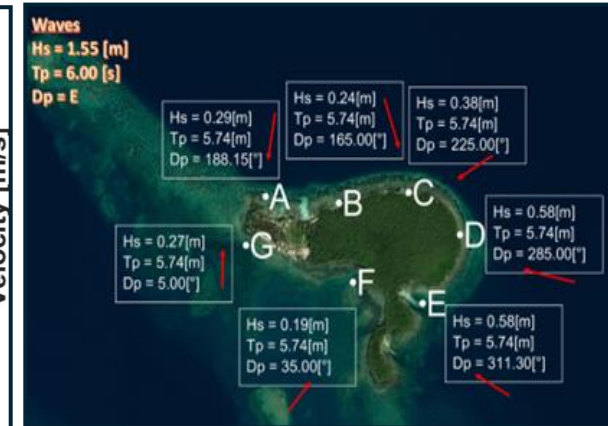 Velocity [m/s]
Waves
Hs = 1.55 [m]
Tp = 6.00 [s]
Dp = E
Hs = 0.29[m]
Tp = 5.74[m]
Dp = 188.15[°]
Hs = 0.24[m]
Tp = 5.74[m]
Dp = 165.00[°]
Hs = 0.38[m]
Tp = 5.74[m]
Dp = 225.00[°]
A
B
C
D
Hs = 0.58[m]
Tp = 5.74[m]
Dp = 285.00[°]
Hs = 0.27[m]
Tp = 5.74[m]
Dp = 5.00[°]
G
F
E
Hs = 0.19[m]
Tp = 5.74[m]
Dp = 35.00[°]
Hs = 0.58[m]
Tp = 5.74[m]
Dp = 311.30[°]